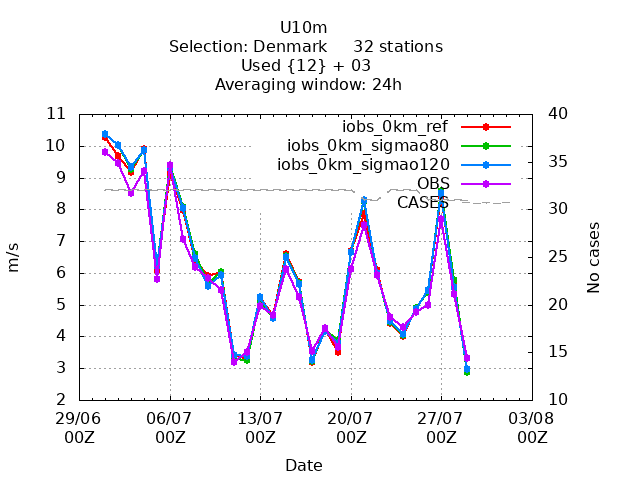 U10m
Selection: Denmark 32 stations
Used {12} + 03
Averaging window: 24h
iobs_0km_ref
iobs_0km_sigmao80
iobs_0km_sigmao120
OBS
CASES
m/s
11
10
9
8
7
6
5
4
3
2
40
35
30
25
20
15
10
No cases
29/06 06/07 13/07 20/07 27/07 03/08
00Z 00Z 00Z 00Z 00Z 00Z
Date